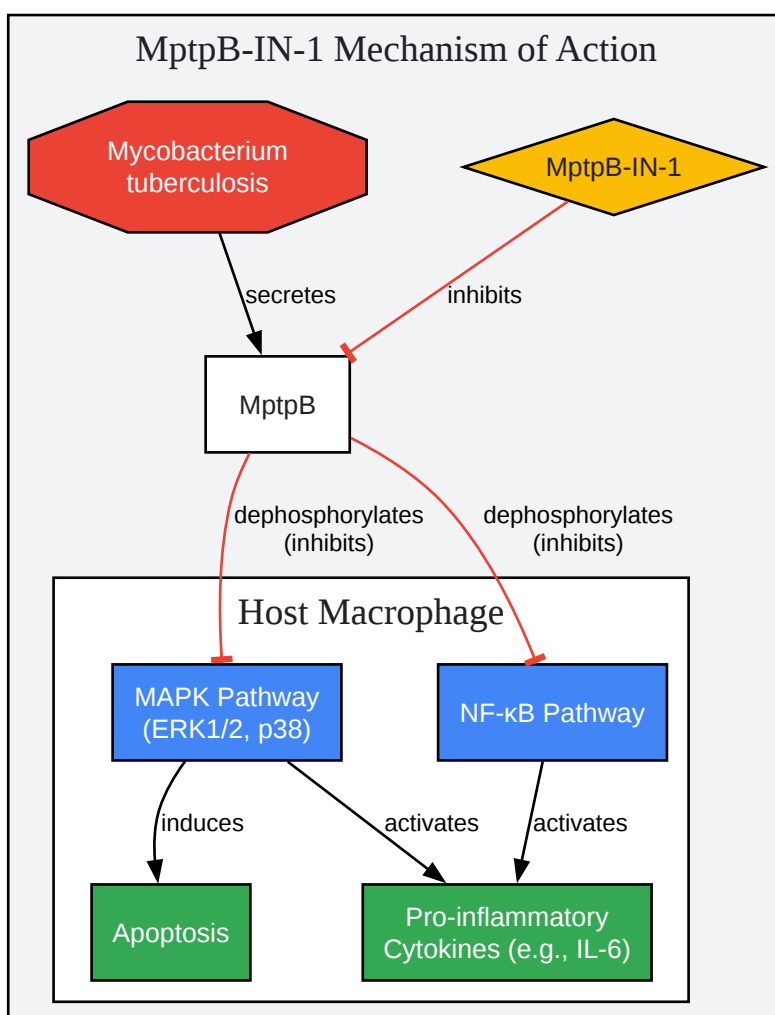 MptpB-IN-1 Mechanism of Action
Mycobacterium
tuberculosis
MptpB-IN-1
secretes
inhibits
MptpB
dephosphorylates
(inhibits)
dephosphorylates
(inhibits)
Host Macrophage
MAPK Pathway
(ERK1/2, p38)
NF-κB Pathway
induces
activates
activates
Apoptosis
Pro-inflammatory
Cytokines (e.g., IL-6)